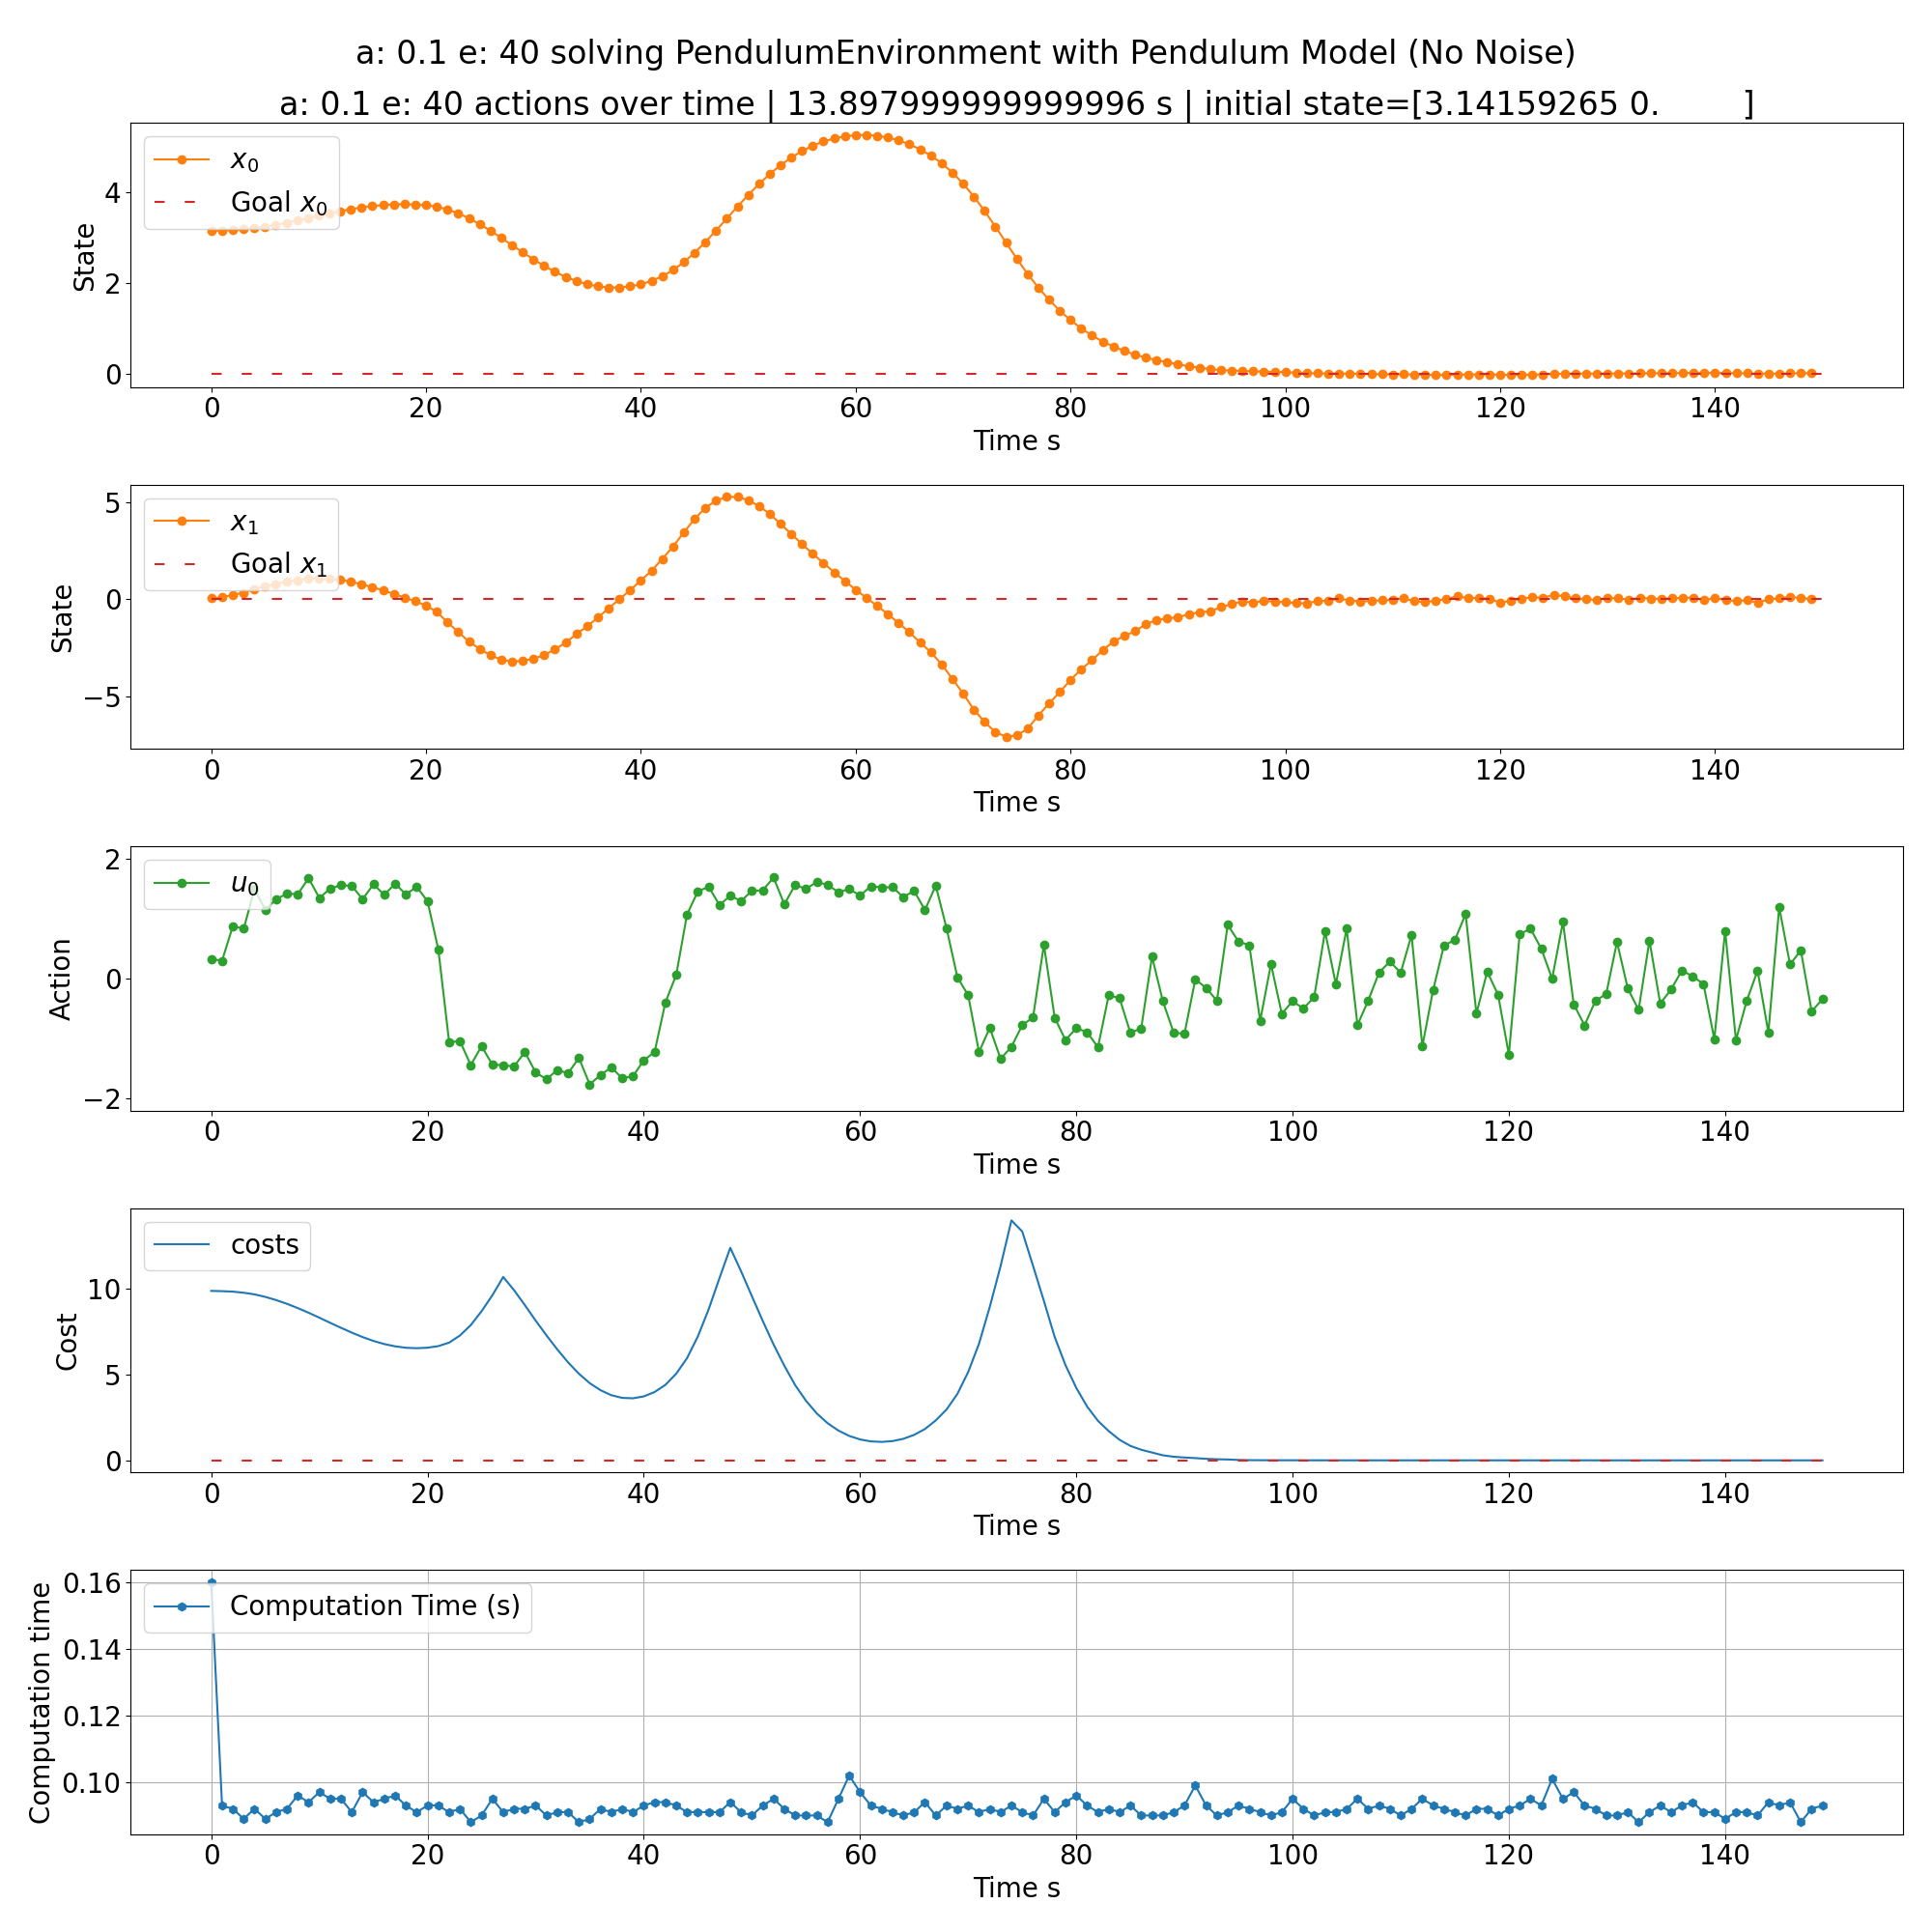 a: 0.1 e: 40 solving PendulumEnvironment with Pendulum Model (No Noise)
a: 0.1 e: 40 actions over time | 13.897999999999996 s | initial state=[3.14159265 0.         ]
x0
Goal x0
State
4
2
0
0 20 40 60 80 100 120 140
Time s
x1
Goal x1
State
5
0
−5
0 20 40 60 80 100 120 140
Time s
u0
Action
2
0
−2
0 20 40 60 80 100 120 140
Time s
costs
Cost
10
5
0
0 20 40 60 80 100 120 140
Time s
Computation Time (s)
Computation time
0.16
0.14
0.12
0.10
0 20 40 60 80 100 120 140
Time s